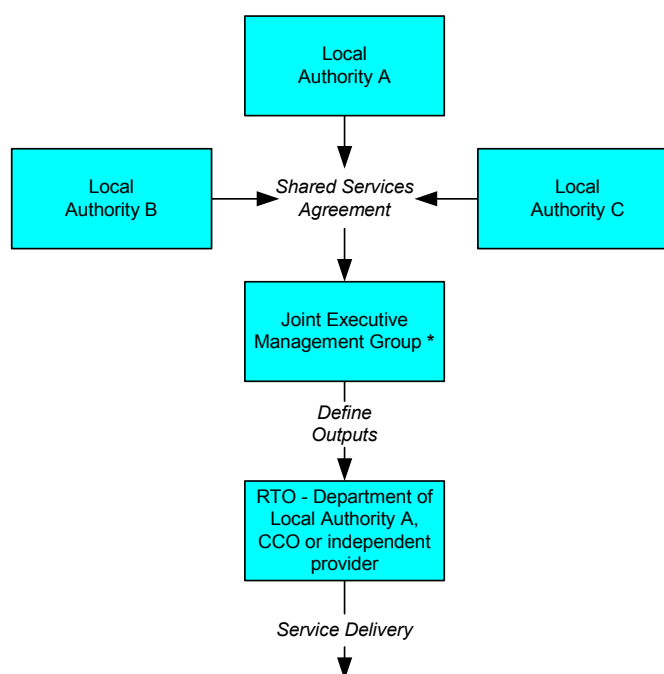 Local
Authority A
Local
Authority B
Shared Services
Agreement
Local
Authority C
Joint Executive
Management Group *
Define
Outputs
RTO - Department of
Local Authority A,
CCO or independent
provider
Service Delivery